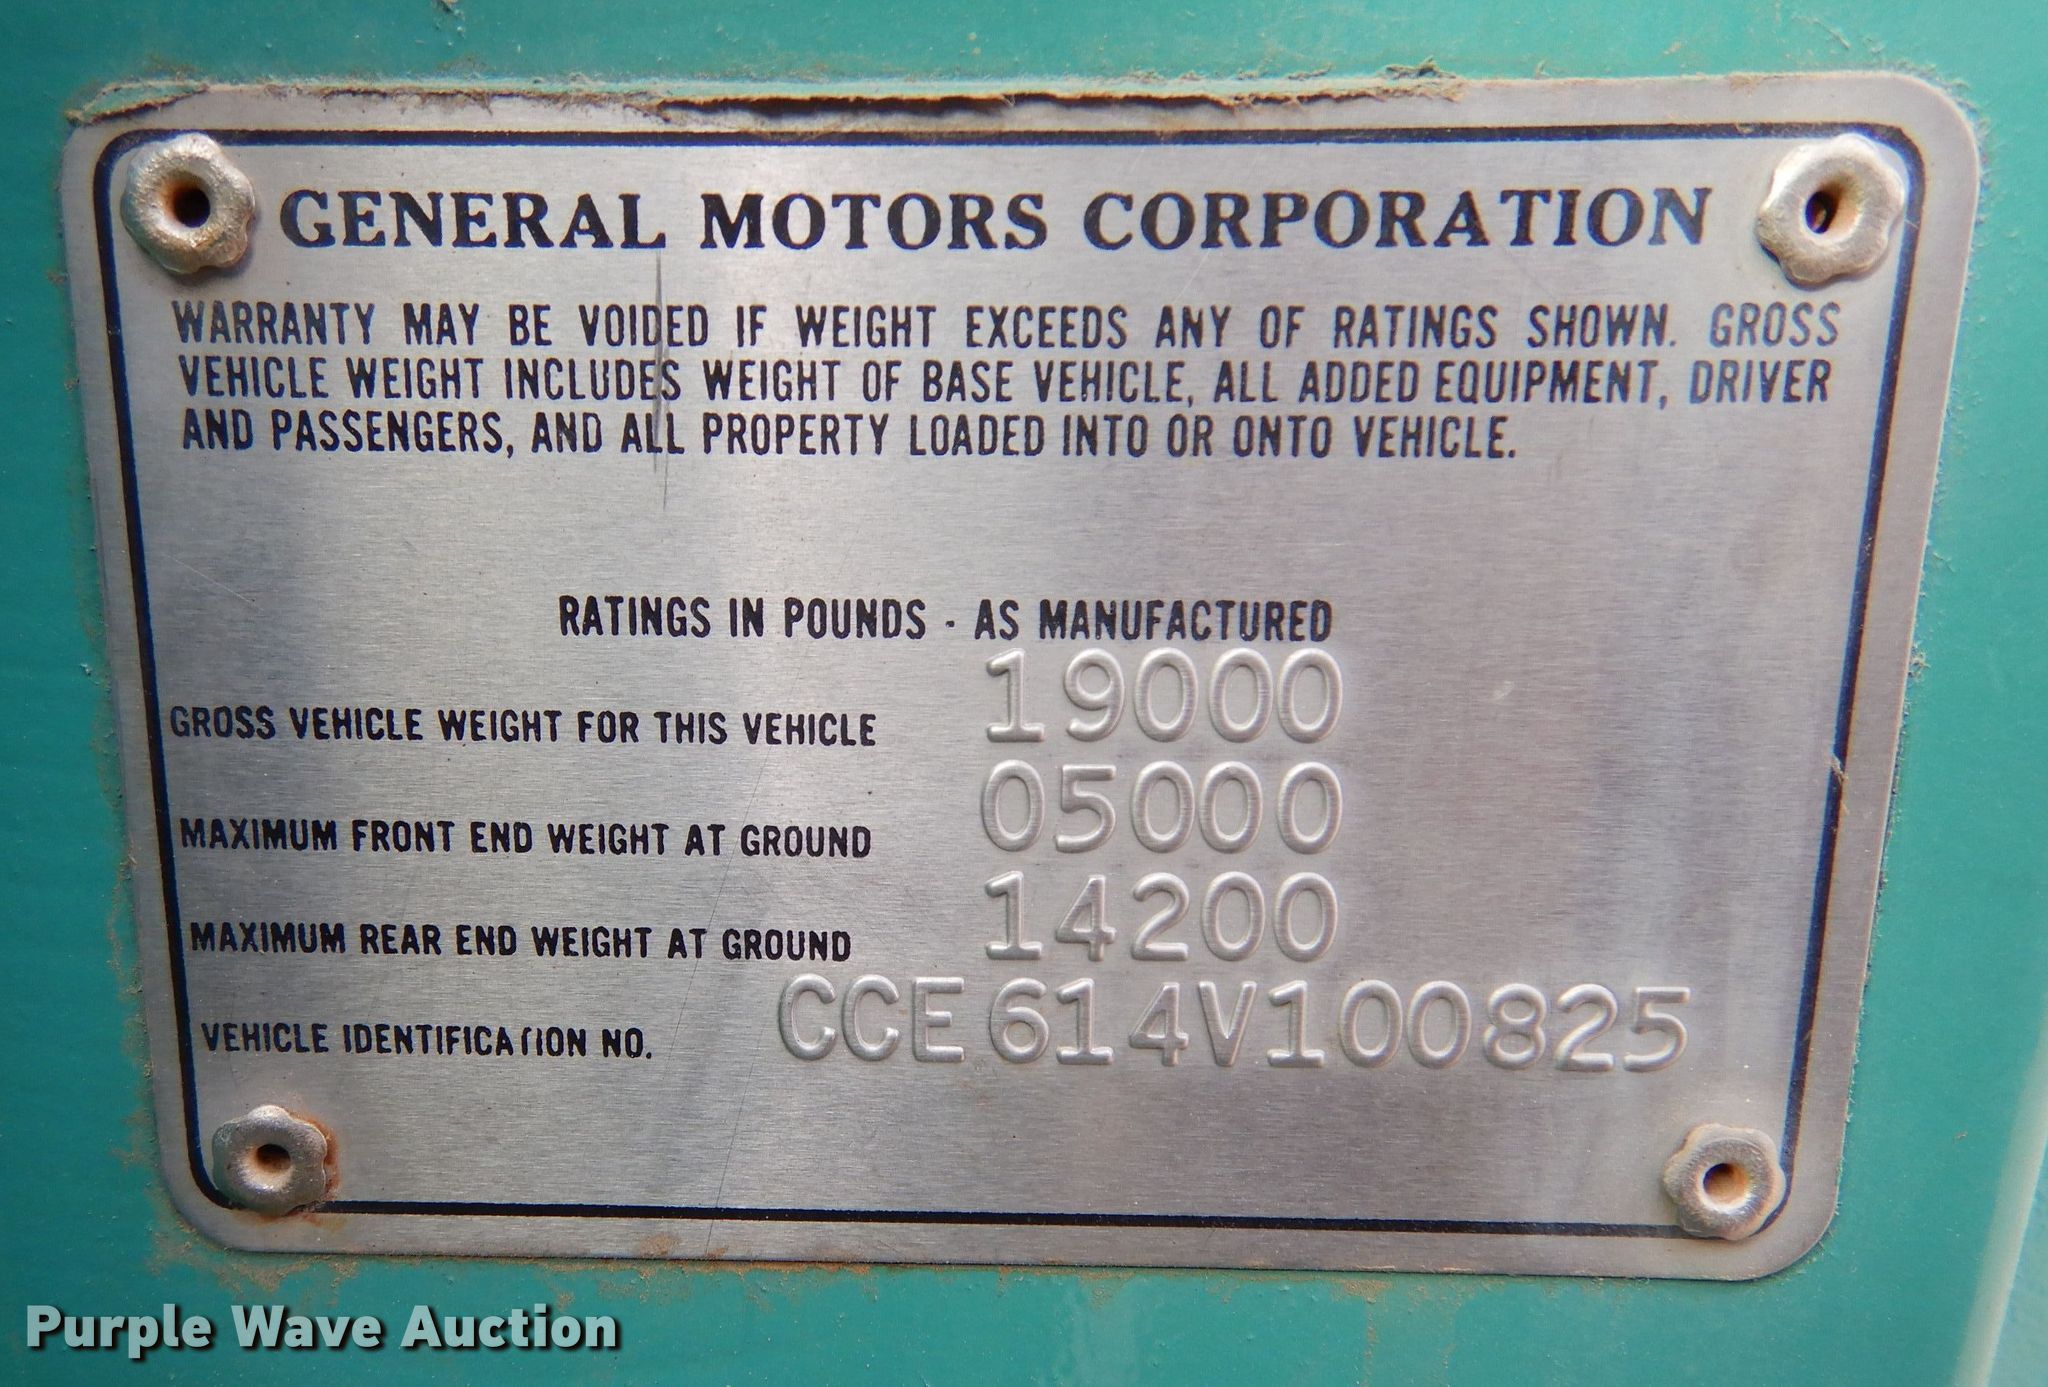 GENERAL MOTORS CORPORATION
WARRANTY MAY BE VOIDED IF WEIGHT EXCEEDS ANY OF RATINGS SHOWN. GROSS
VEHICLE WEIGHT INCLUDES WEIGHT OF BASE VEHICLE, ALL ADDED EQUIPMENT, DRIVER
AND PASSENGERS, AND ALL PROPERTY LOADED INTO OR ONTO VEHICLE.
RATINGS IN POUNDS - AS MANUFACTURED
GROSS VEHICLE WEIGHT FOR THIS VEHICLE 19000
MAXIMUM FRONT END WEIGHT AT GROUND 05000
MAXIMUM REAR END WEIGHT AT GROUND 14200
VEHICLE IDENTIFICATION NO. CCE614V100825
Purple Wave Auction